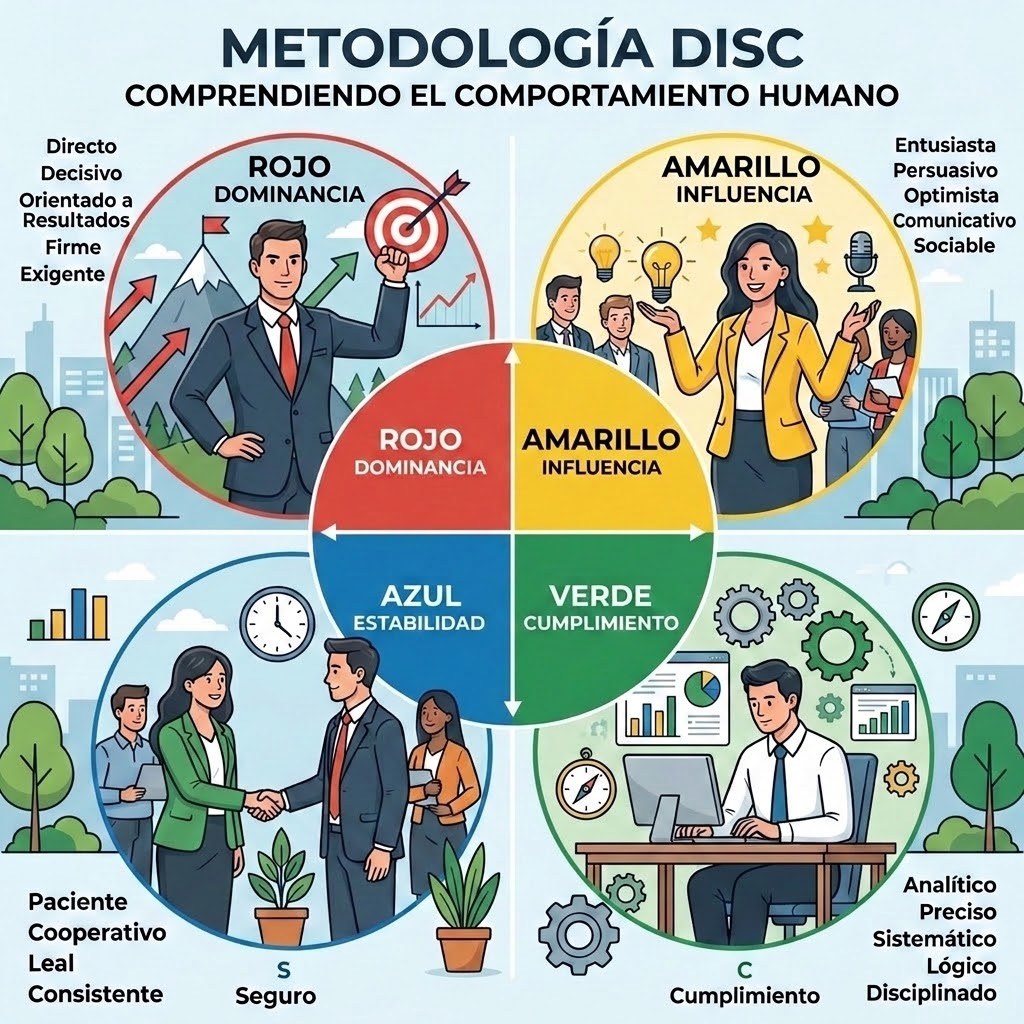 METODOLOGÍA DISC
COMPRENDIENDO EL COMPORTAMIENTO HUMANO
Directo
Decisivo
Orientado a
Resultados
Firme
Exigente
ROJO
DOMINANCIA
AMARILLO
INFLUENCIA
Entusiasta
Persuasivo
Optimista
Comunicativo
Sociable
ROJO
DOMINANCIA
AMARILLO
INFLUENCIA
AZUL
ESTABILIDAD
VERDE
CUMPLIMIENTO
Paciente
Cooperativo
Leal
Consistente
S
Seguro
C
Cumplimiento
Analítico
Preciso
Sistemático
Lógico
Disciplinado